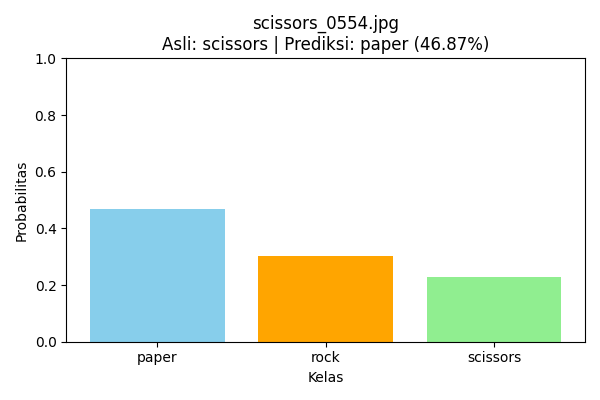 scissors_0554.jpg
Asli: scissors | Prediksi: paper (46.87%)
1.0
0.8
0.6
0.4
0.2
0.0
Probabilitas
paper rock scissors
Kelas